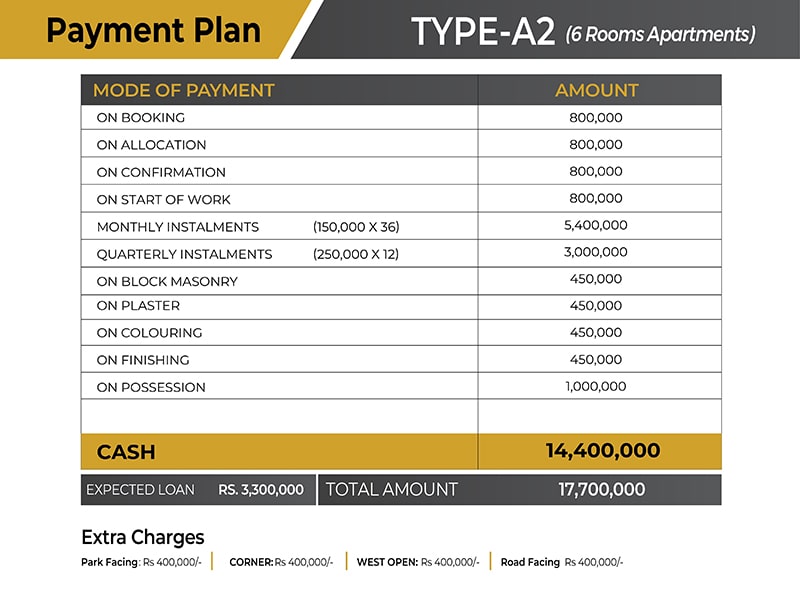 Payment Plan TYPE-A2 (6 Rooms Apartments)
MODE OF PAYMENT AMOUNT
ON BOOKING 800,000
ON ALLOCATION 800,000
ON CONFIRMATION 800,000
ON START OF WORK 800,000
MONTHLY INSTALMENTS (150,000 X 36) 5,400,000
QUARTERLY INSTALMENTS (250,000 X 12) 3,000,000
ON BLOCK MASONRY 450,000
ON PLASTER 450,000
ON COLOURING 450,000
ON FINISHING 450,000
ON POSSESSION 1,000,000
CASH 14,400,000
EXPECTED LOAN RS. 3,300,000 TOTAL AMOUNT 17,700,000
Extra Charges
Park Facing: Rs 400,000/- CORNER: Rs 400,000/- WEST OPEN: Rs 400,000/- Road Facing Rs 400,000/-